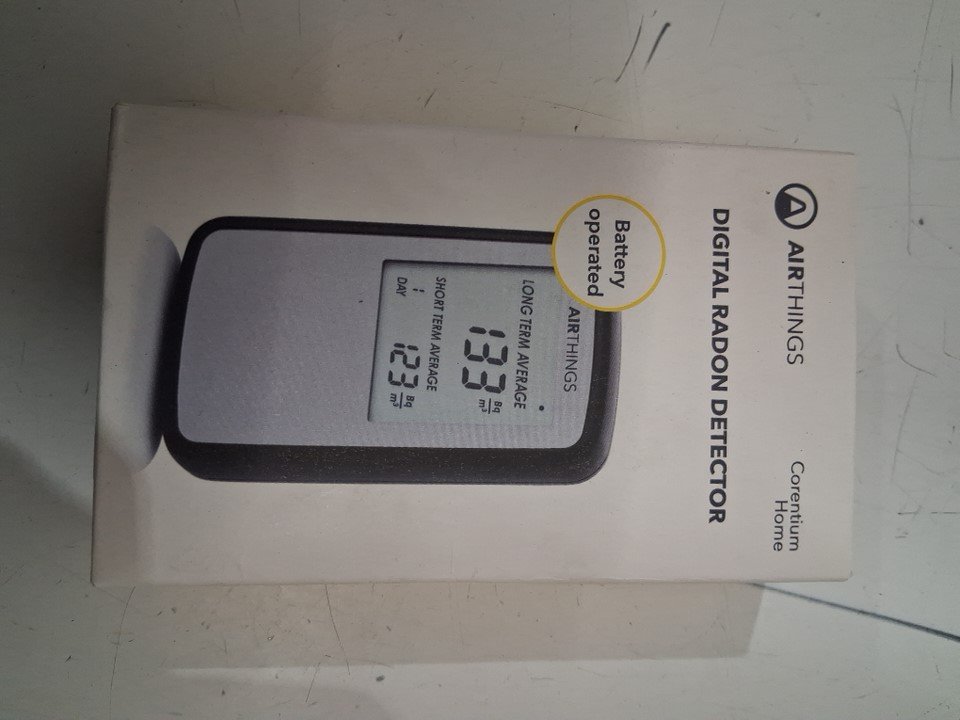 AIRTHINGS
Corentium
Home
DIGITAL RADON DETECTOR
Battery
operated
AIRTHINGS
LONG TERM AVERAGE
133 Bq/m³
SHORT TERM AVERAGE
1 DAY
123 Bq/m³